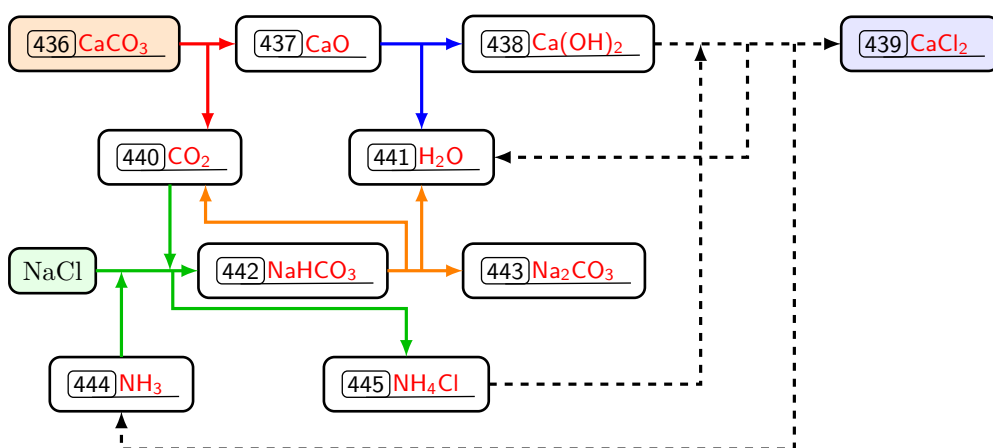 436 CaCO₃
437 CaO
438 Ca(OH)₂
439 CaCl₂
440 CO₂
441 H₂O
NaCl
442 NaHCO₃
443 Na₂CO₃
444 NH₃
445 NH₄Cl